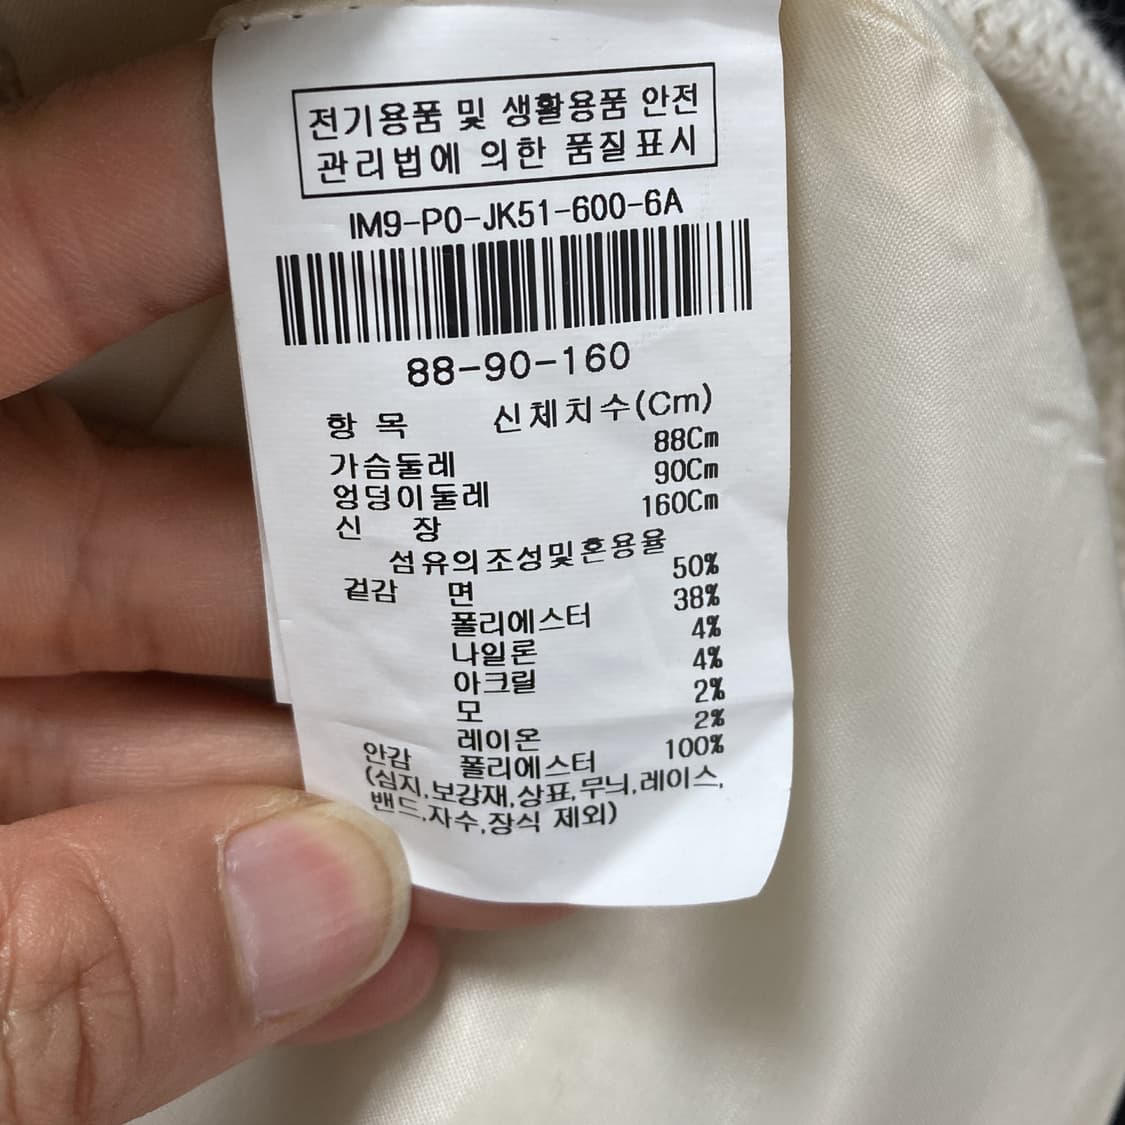 전기용품 및 생활용품 안전
관리법에 의한 품질표시
IM9-P0-JK51-600-6A
88-90-160
항 목 신체치수(Cm)
가슴둘레 88Cm
엉덩이둘레 90Cm
신 장 160Cm
섬유의조성및혼용율
겉감 면 50%
폴리에스터 38%
나일론 4%
아크릴 4%
모 2%
레이온 2%
안감 폴리에스터 100%
(심지,보강재,상표,무늬,레이스,
밴드,자수,장식 제외)